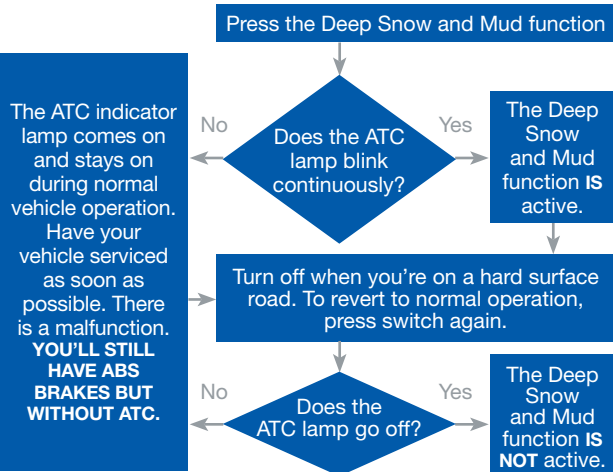 Press the Deep Snow and Mud function
The ATC indicator
lamp comes on
and stays on
during normal
vehicle operation.
Have your
vehicle serviced
as soon as
possible. There
is a malfunction.
YOU'LL STILL
HAVE ABS
BRAKES BUT
WITHOUT ATC.
No
Does the ATC
lamp blink
continuously?
Yes
The Deep
Snow
and Mud
function IS
active.
Turn off when you're on a hard surface
road. To revert to normal operation,
press switch again.
No
Does the
ATC lamp go off?
Yes
The Deep
Snow
and Mud
function IS
NOT active.